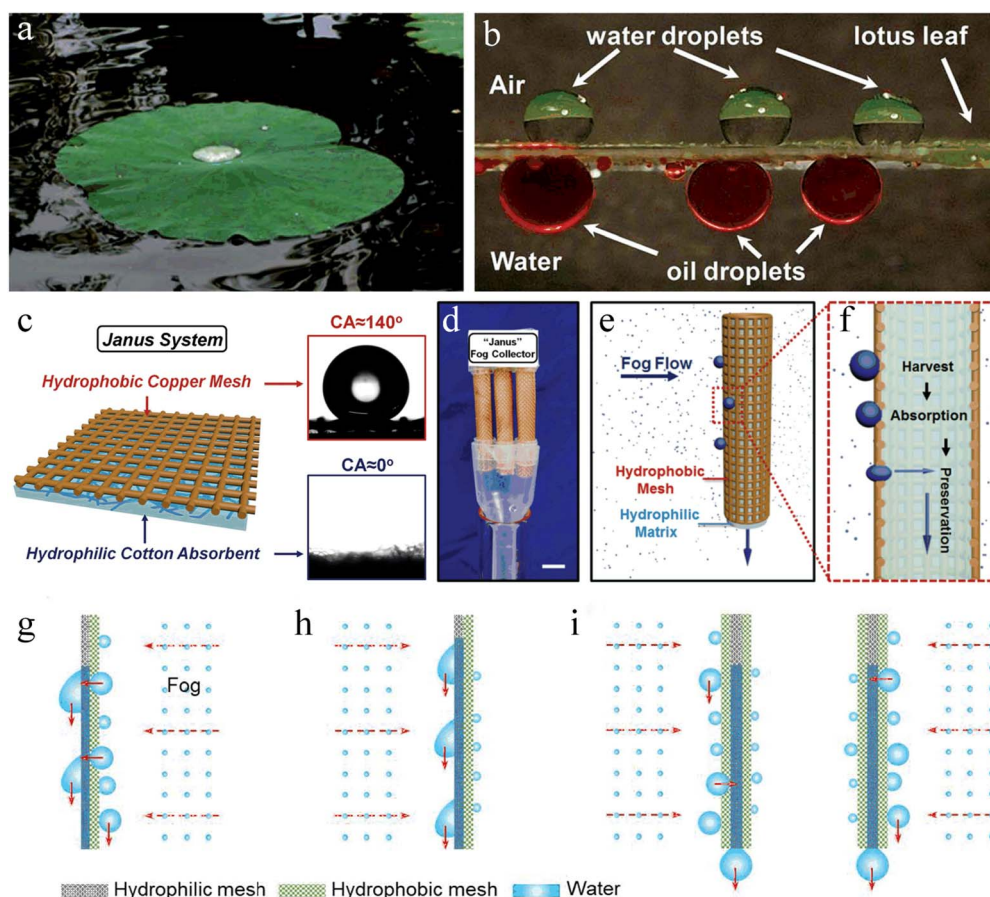 a
b
water droplets
lotus leaf
Air
Water
oil droplets
c
Janus System
Hydrophobic Copper Mesh
Hydrophilic Cotton Absorbent
CA≈140°
CA≈0°
d
"Janus"
Fog Collector
e
Fog Flow
Hydrophobic
Mesh
Hydrophilic
Matrix
f
Harvest
Absorption
Preservation
g
Fog
h
i
Hydrophilic mesh
Hydrophobic mesh
Water